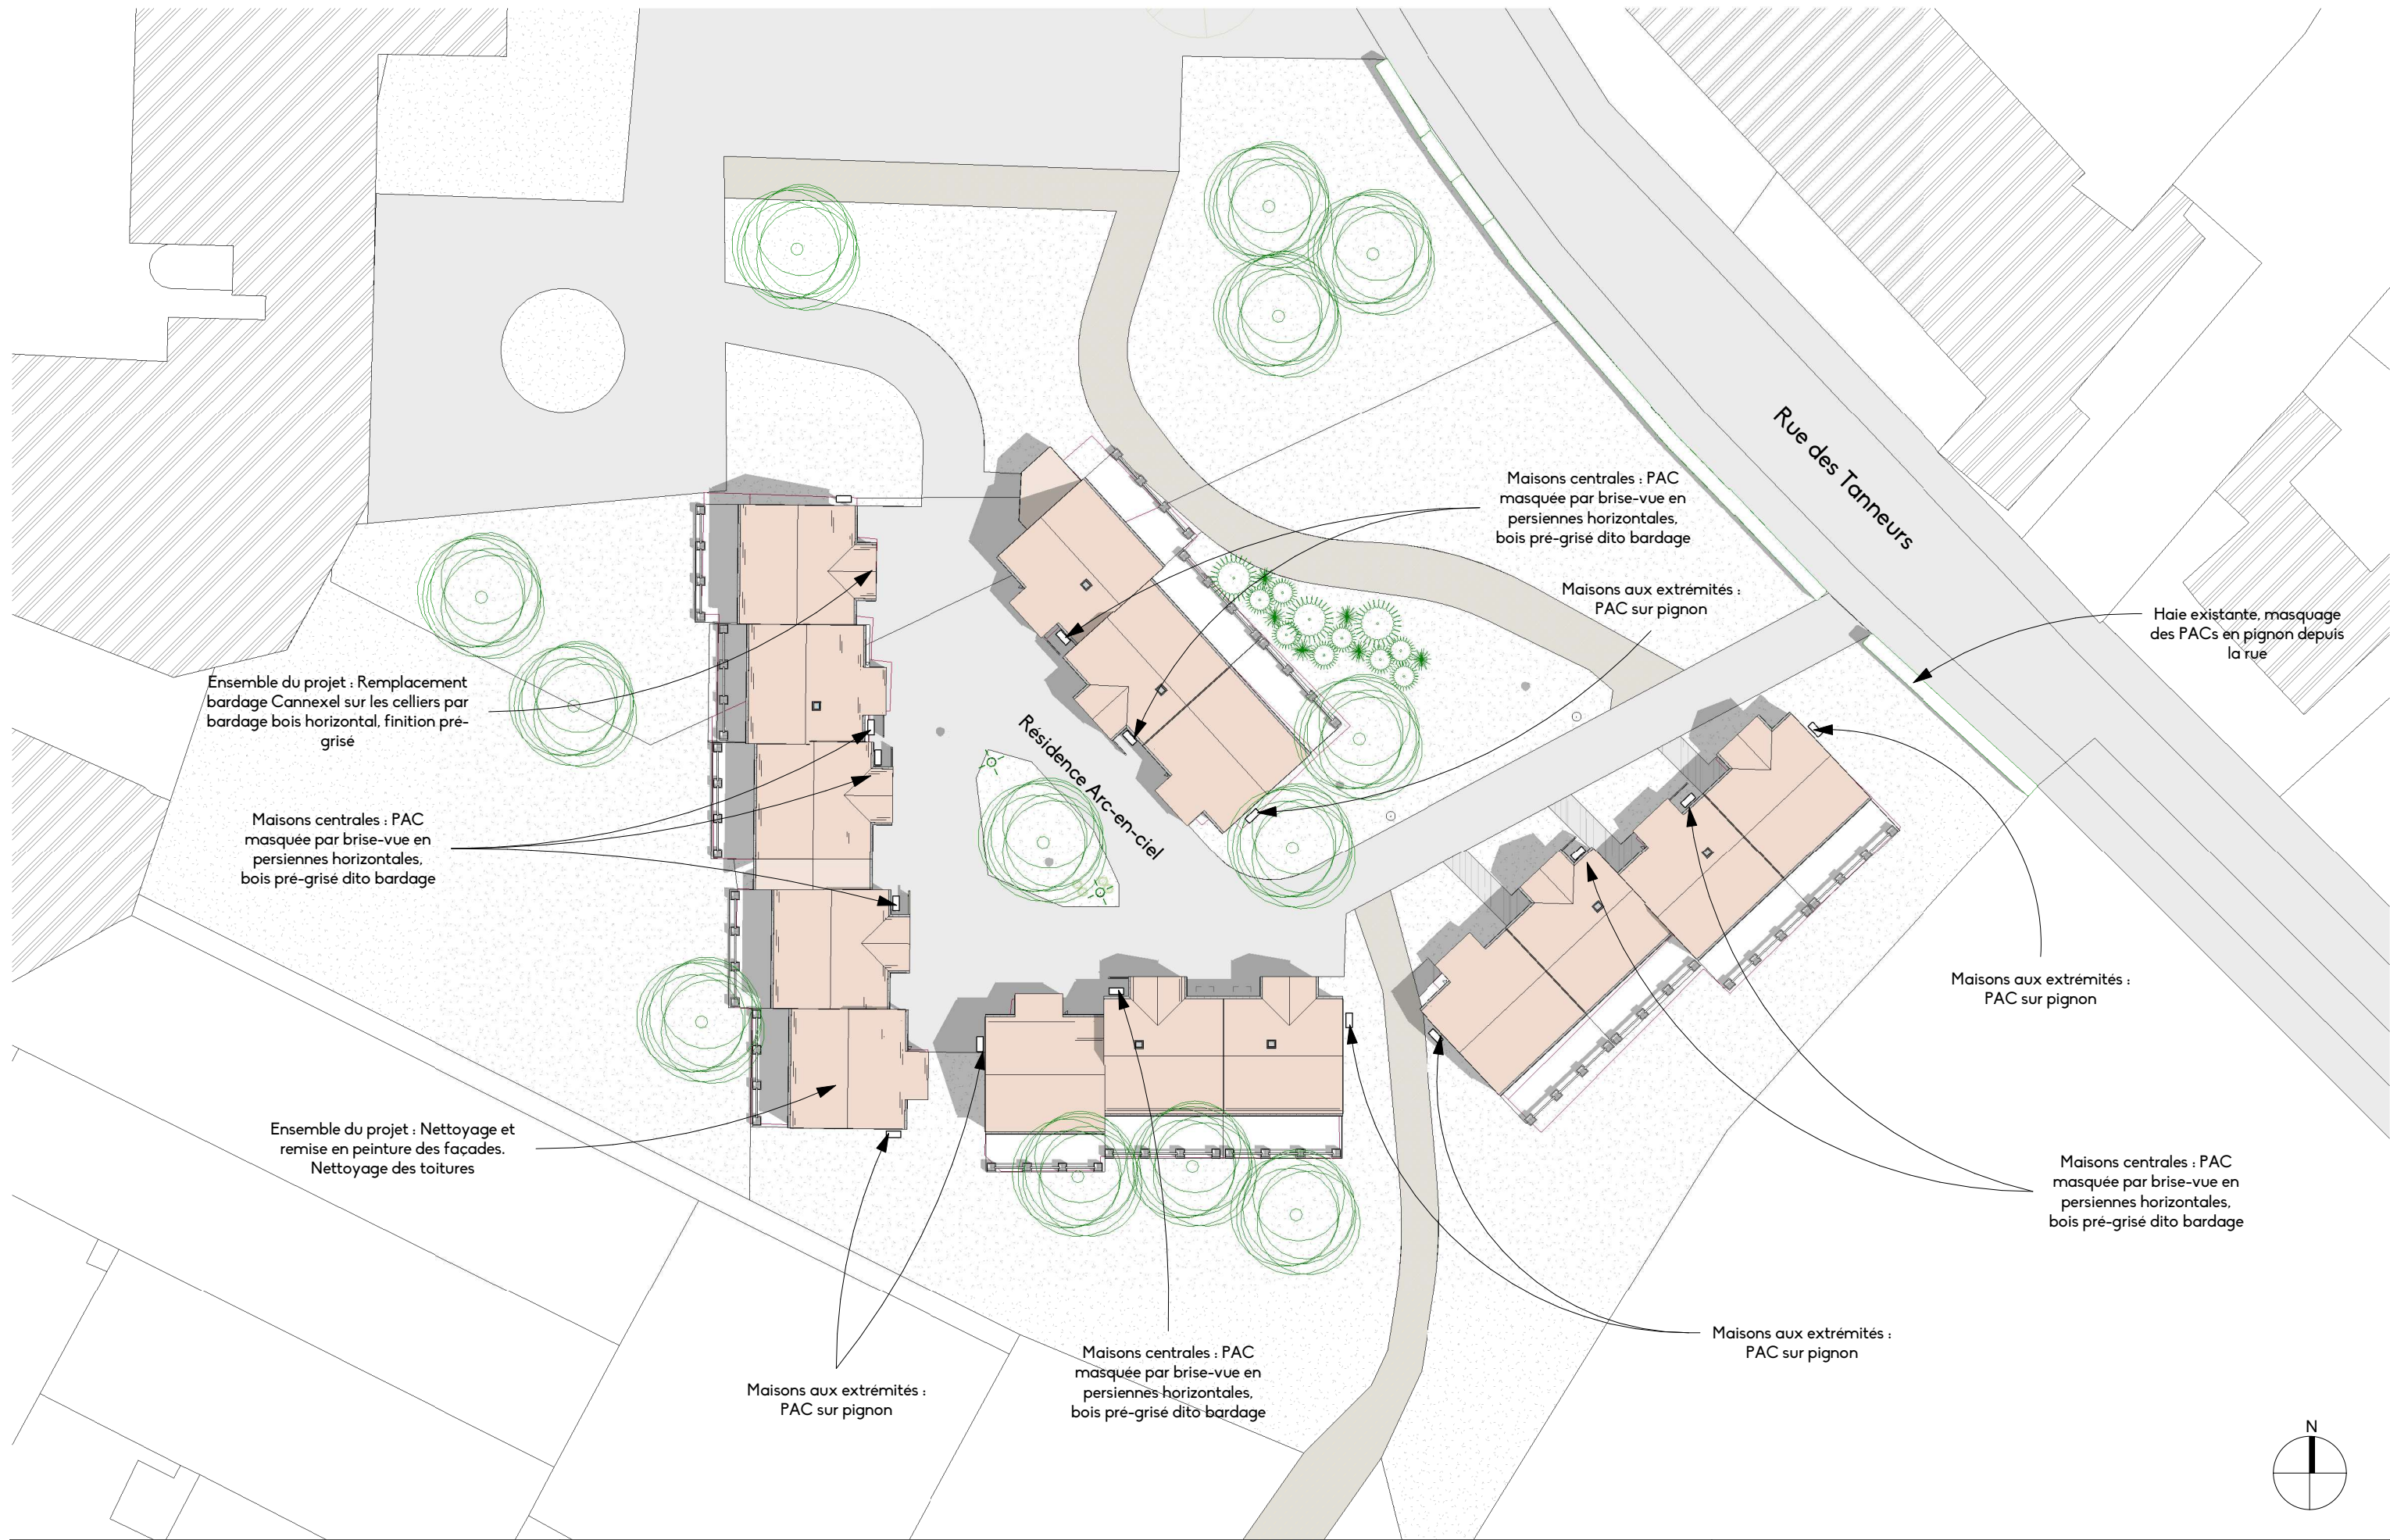 Rue des Tanneurs
Maisons centrales : PAC
masquée par brise-vue en
persiennes horizontales,
bois pré-grisé dito bardage
Maisons aux extrémités :
PAC sur pignon
Haie existante, masquage
des PACs en pignon depuis
la rue
Ensemble du projet : Remplacement
bardage Cannexel sur les celliers par
bardage bois horizontal, finition pré-
grisé
Résidence Arc-en-ciel
Maisons centrales : PAC
masquée par brise-vue en
persiennes horizontales,
bois pré-grisé dito bardage
Maisons aux extrémités :
PAC sur pignon
Ensemble du projet : Nettoyage et
remise en peinture des façades.
Nettoyage des toitures
Maisons centrales : PAC
masquée par brise-vue en
persiennes horizontales,
bois pré-grisé dito bardage
Maisons aux extrémités :
PAC sur pignon
Maisons centrales : PAC
masquée par brise-vue en
persiennes horizontales,
bois pré-grisé dito bardage
Maisons aux extrémités :
PAC sur pignon
N